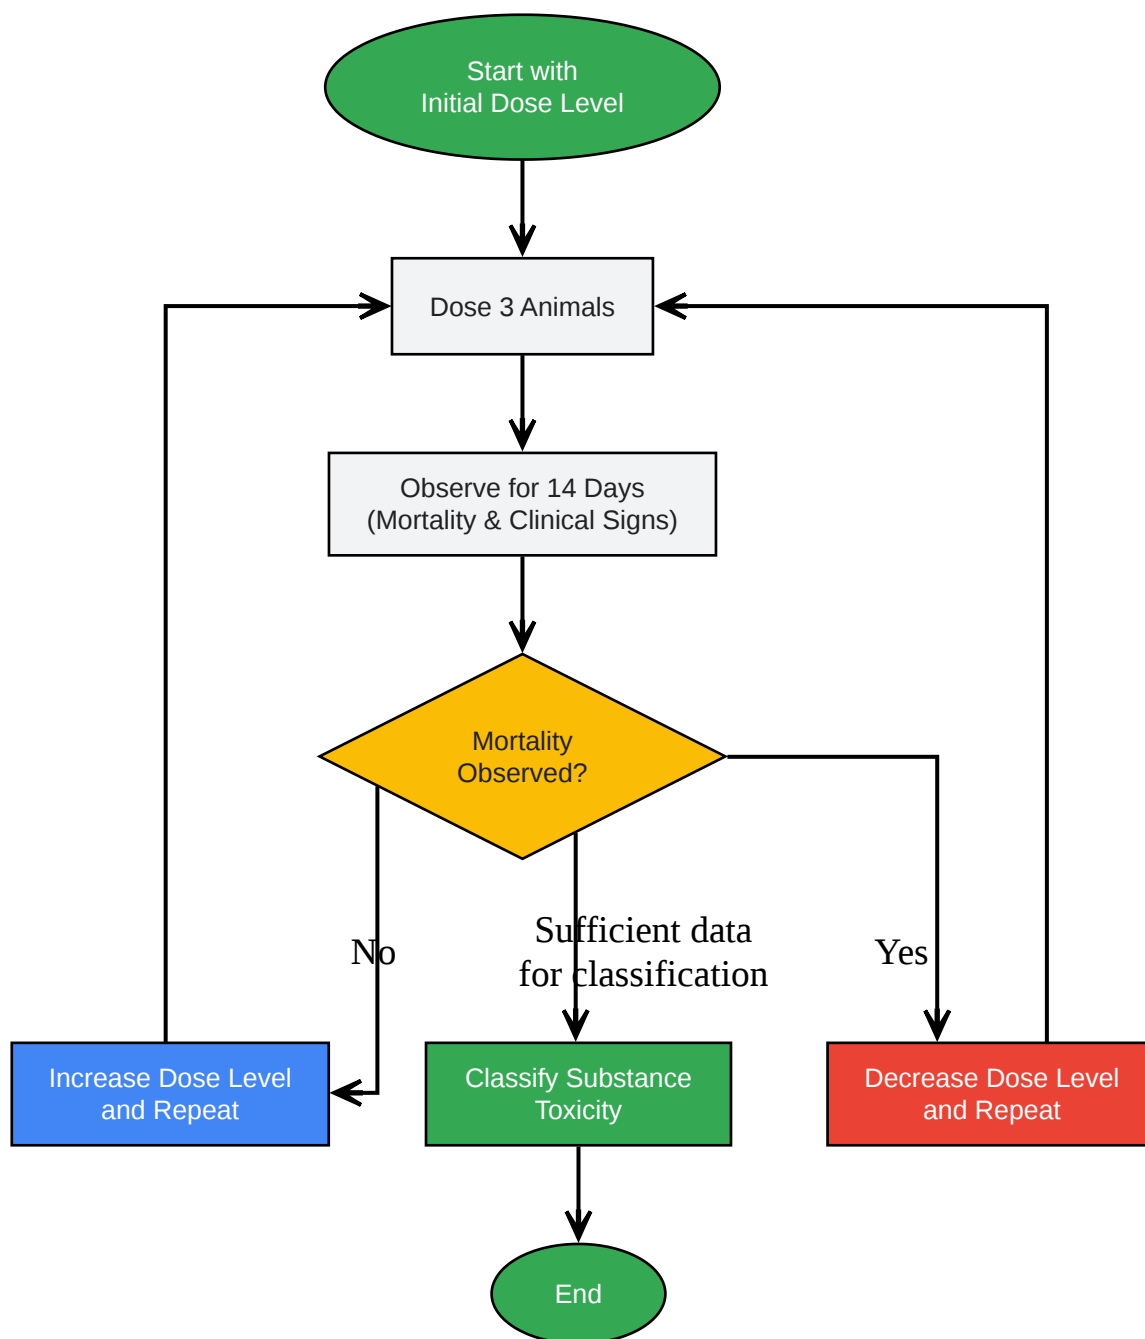 Start with
Initial Dose Level
Dose 3 Animals
Observe for 14 Days
(Mortality & Clinical Signs)
Mortality
Observed?
No
Sufficient data
for classification
Yes
Increase Dose Level
and Repeat
Classify Substance
Toxicity
Decrease Dose Level
and Repeat
End